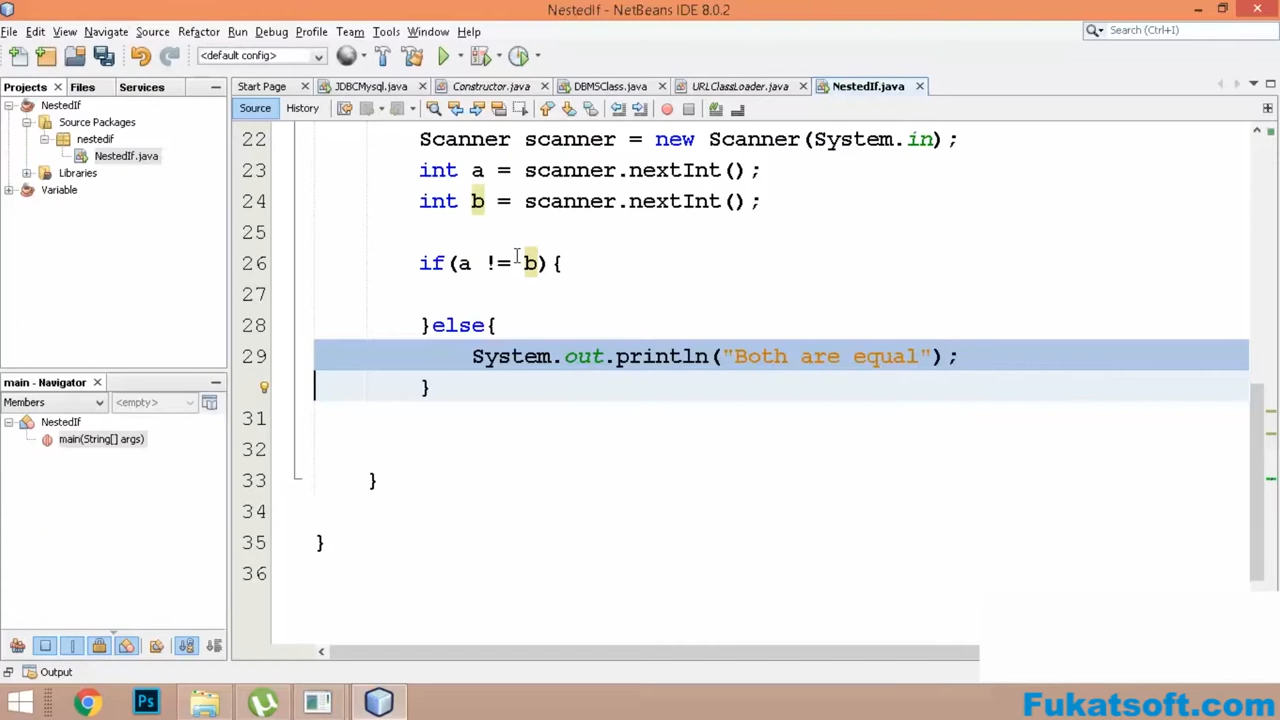 NestedIf - NetBeans IDE 8.0.2
File Edit View Navigate Source Refactor Run Debug Profile Team Tools Window Help
Search (Ctrl+I)
<default config>
Projects Files Services
Start Page JDBCMysql.java Constructor.java DBMSClass.java URLClassLoader.java NestedIf.java
Source History
NestedIf
Source Packages
nestedif
NestedIf.java
Libraries
Variable
22 Scanner scanner = new Scanner(System.in);
23 int a = scanner.nextInt();
24 int b = scanner.nextInt();
25
26 if(a != b){
27
28 }else{
29 System.out.println("Both are equal");
}
31
32
33 }
34
35 }
36
main - Navigator
Members <empty>
NestedIf
main(String[] args)
Output
Ps
Fukatsoft.com